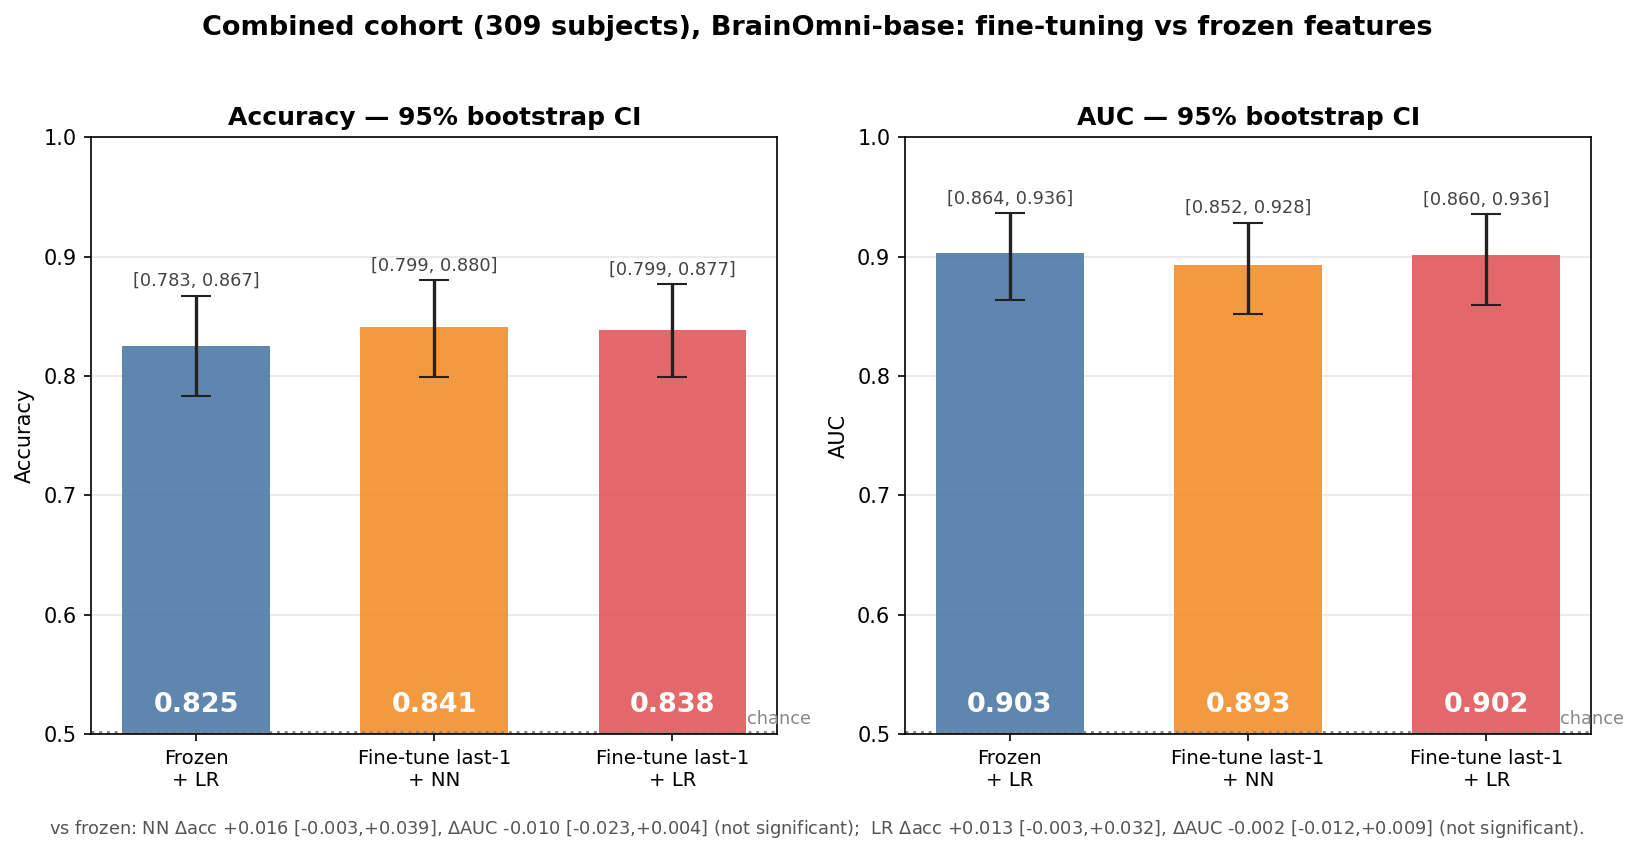 Combined cohort (309 subjects), BrainOmni-base: fine-tuning vs frozen features
Accuracy — 95% bootstrap CI
1.0
0.9
0.8
0.7
0.6
0.5
Accuracy
[0.783, 0.867]
[0.799, 0.880]
[0.799, 0.877]
0.825
0.841
0.838
chance
Frozen
+ LR
Fine-tune last-1
+ NN
Fine-tune last-1
+ LR
AUC — 95% bootstrap CI
1.0
0.9
0.8
0.7
0.6
0.5
AUC
[0.864, 0.936]
[0.852, 0.928]
[0.860, 0.936]
0.903
0.893
0.902
chance
Frozen
+ LR
Fine-tune last-1
+ NN
Fine-tune last-1
+ LR
vs frozen: NN Δacc +0.016 [-0.003,+0.039], ΔAUC -0.010 [-0.023,+0.004] (not significant);  LR Δacc +0.013 [-0.003,+0.032], ΔAUC -0.002 [-0.012,+0.009] (not significant).